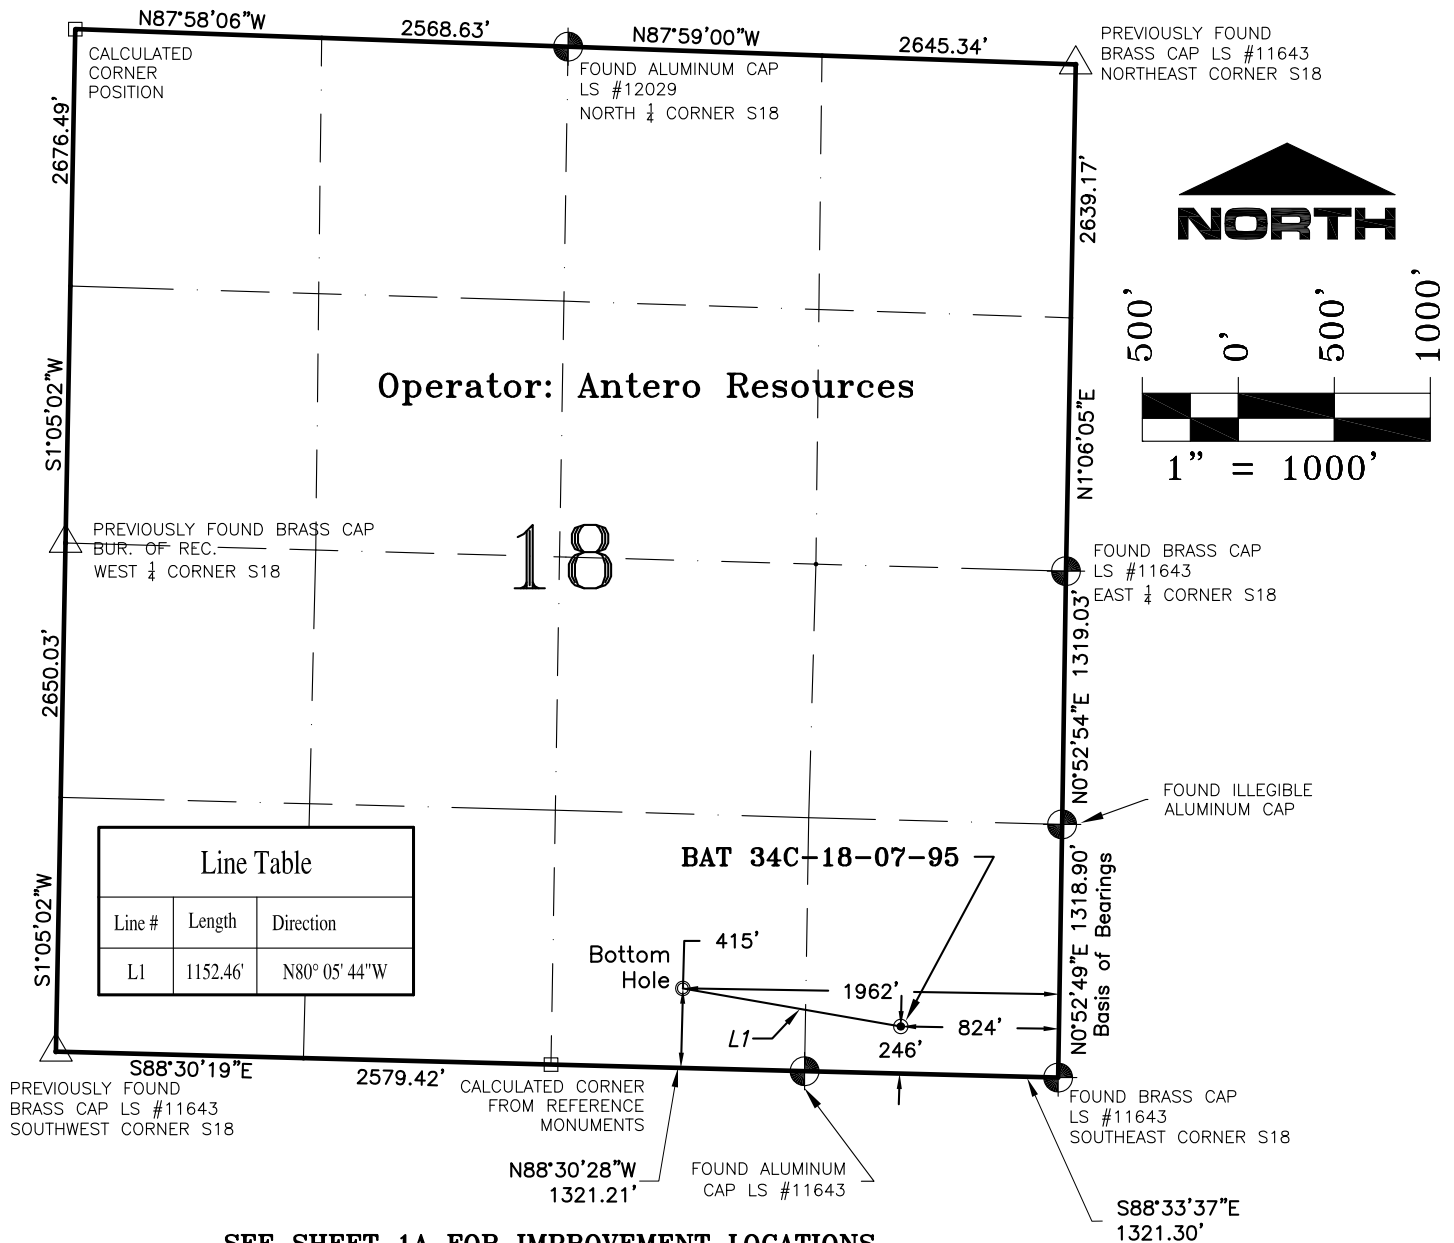 N87°58'06"W
2568.63'
N87°59'00"W
2645.34'
PREVIOUSLY FOUND
BRASS CAP LS #11643
NORTHEAST CORNER S18
CALCULATED
CORNER
POSITION
FOUND ALUMINUM CAP
LS #12029
NORTH 1/4 CORNER S18
2676.49'
2639.17'
NORTH
500'
0'
500'
1000'
1" = 1000'
Operator: Antero Resources
S1°05'02"W
N1°06'05"E
18
PREVIOUSLY FOUND BRASS CAP
BUR. OF REC.
WEST 1/4 CORNER S18
FOUND BRASS CAP
LS #11643
EAST 1/4 CORNER S18
2650.03'
N0°52'54"E 1319.03'
FOUND ILLEGIBLE
ALUMINUM CAP
Line Table
Line # Length Direction
L1 1152.46' N80° 05' 44"W
BAT 34C-18-07-95
S1°05'02"W
Bottom
Hole
415'
1962'
824'
L1
246'
N0°52'49"E 1318.90'
Basis of Bearings
S88°30'19"E
2579.42'
PREVIOUSLY FOUND
BRASS CAP LS #11643
SOUTHWEST CORNER S18
CALCULATED CORNER
FROM REFERENCE
MONUMENTS
FOUND BRASS CAP
LS #11643
SOUTHEAST CORNER S18
N88°30'28"W
1321.21'
FOUND ALUMINUM
CAP LS #11643
S88°33'37"E
1321.30'
SEE SHEET 1A FOR IMPROVEMENT LOCATIONS